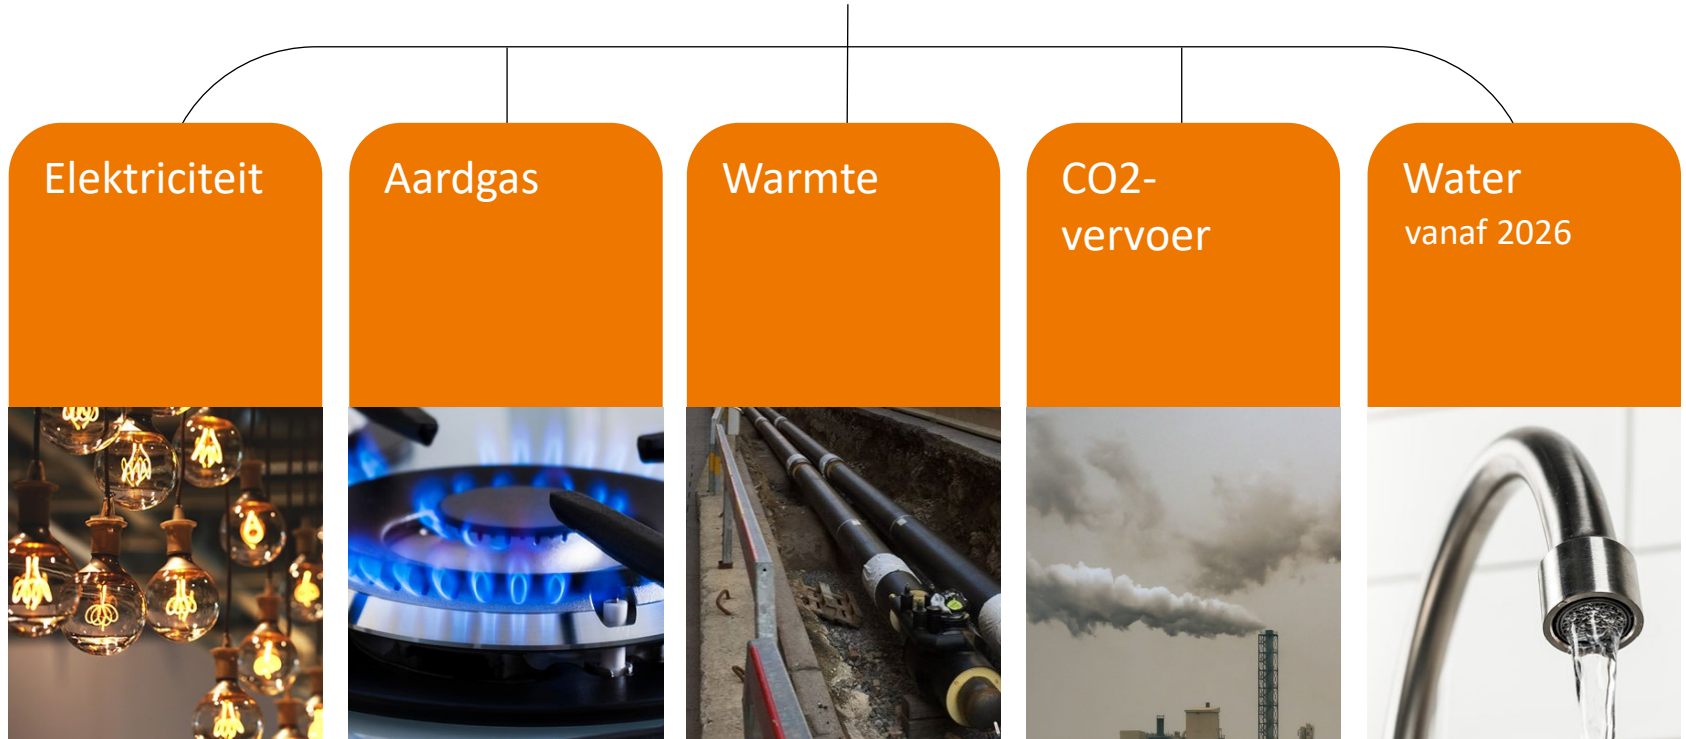 Elektriciteit
Aardgas
Warmte
CO2-
vervoer
Water
vanaf 2026